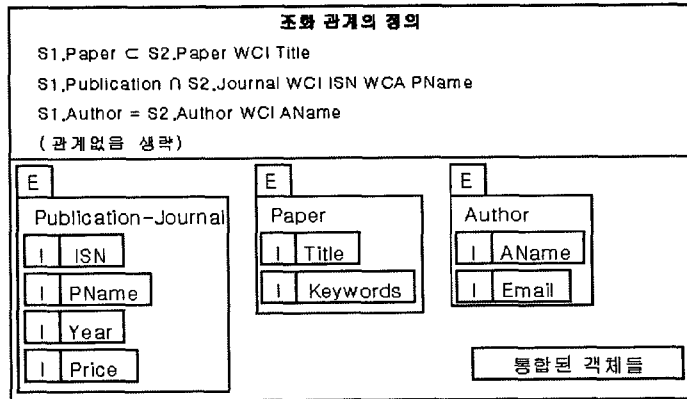 조화 관계의 정의
S1.Paper ⊂ S2.Paper WCI Title
S1.Publication ∩ S2.Journal WCI ISN WCA PName
S1.Author = S2.Author WCI AName
(관계없음 생략)
E
Publication-Journal
I ISN
I PName
I Year
I Price
E
Paper
I Title
I Keywords
E
Author
I AName
I Email
통합된 객체들